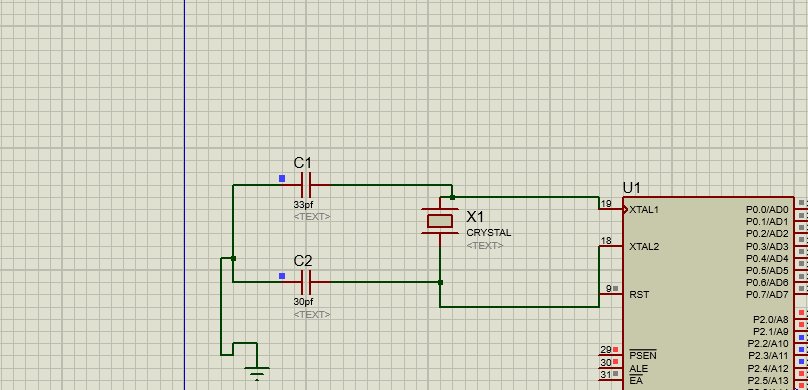 C1
33pf
<TEXT>
X1
CRYSTAL
<TEXT>
C2
30pf
<TEXT>
U1
19 XTAL1 P0.0/AD0
P0.1/AD1
P0.2/AD2
18 XTAL2 P0.3/AD3
P0.4/AD4
P0.5/AD5
P0.6/AD6
9 RST P0.7/AD7
P2.0/A8
P2.1/A9
P2.2/A10
29 PSEN P2.3/A11
30 ALE P2.4/A12
31 EA P2.5/A13